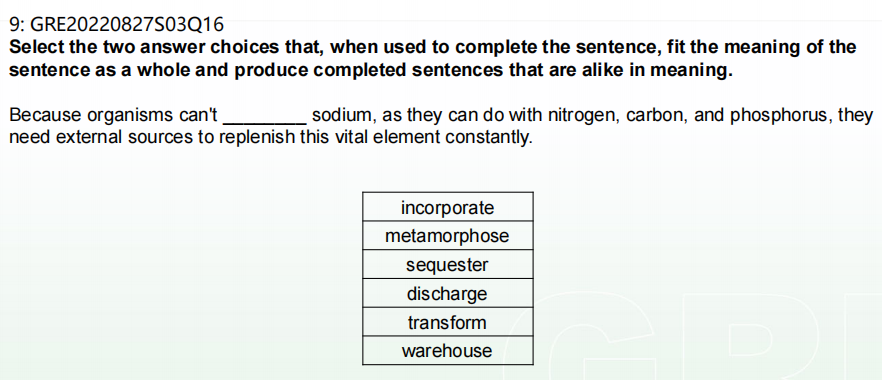 9: GRE20220827S03Q16
Select the two answer choices that, when used to complete the sentence, fit the meaning of the
sentence as a whole and produce completed sentences that are alike in meaning.
Because organisms can't ________ sodium, as they can do with nitrogen, carbon, and phosphorus, they
need external sources to replenish this vital element constantly.
incorporate
metamorphose
sequester
discharge
transform
warehouse